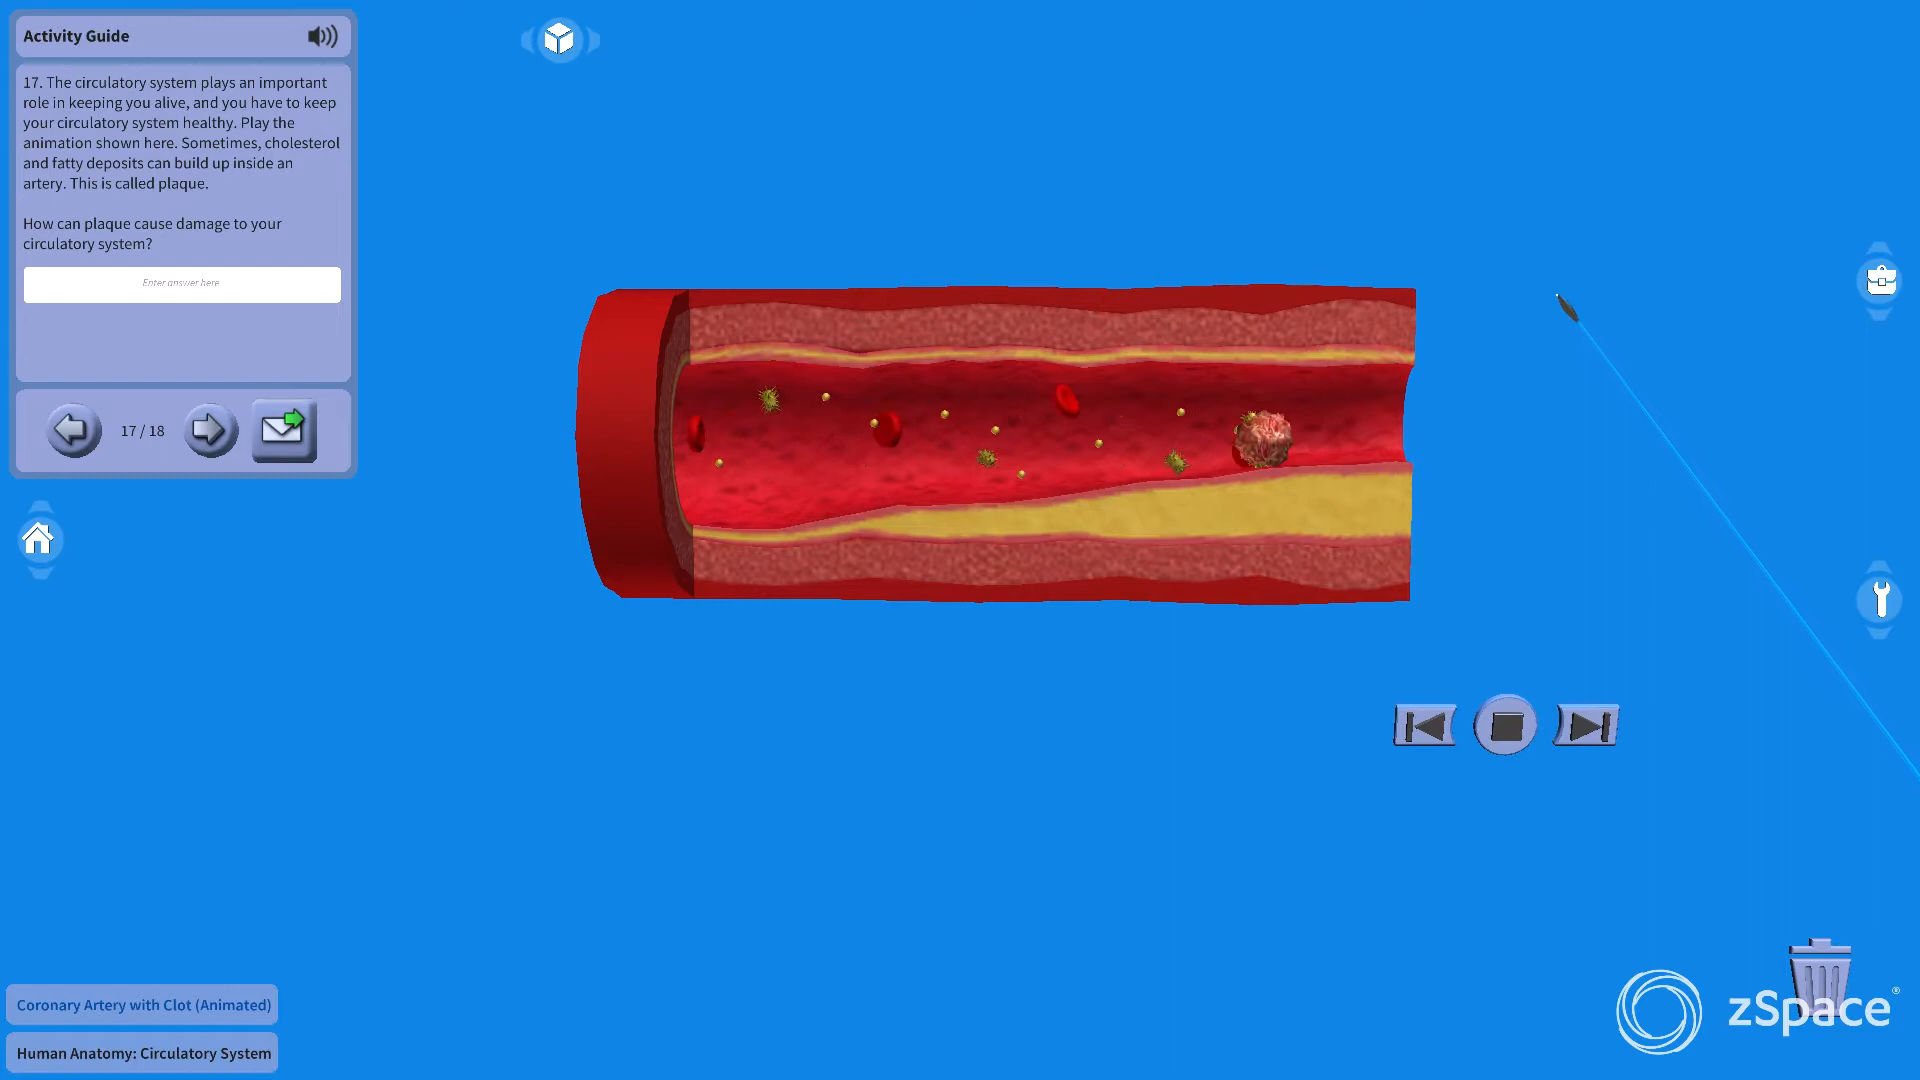 Activity Guide
17. The circulatory system plays an important
role in keeping you alive, and you have to keep
your circulatory system healthy. Play the
animation shown here. Sometimes, cholesterol
and fatty deposits can build up inside an
artery. This is called plaque.
How can plaque cause damage to your
circulatory system?
Enter answer here
17 / 18
Coronary Artery with Clot (Animated)
Human Anatomy: Circulatory System
zSpace®